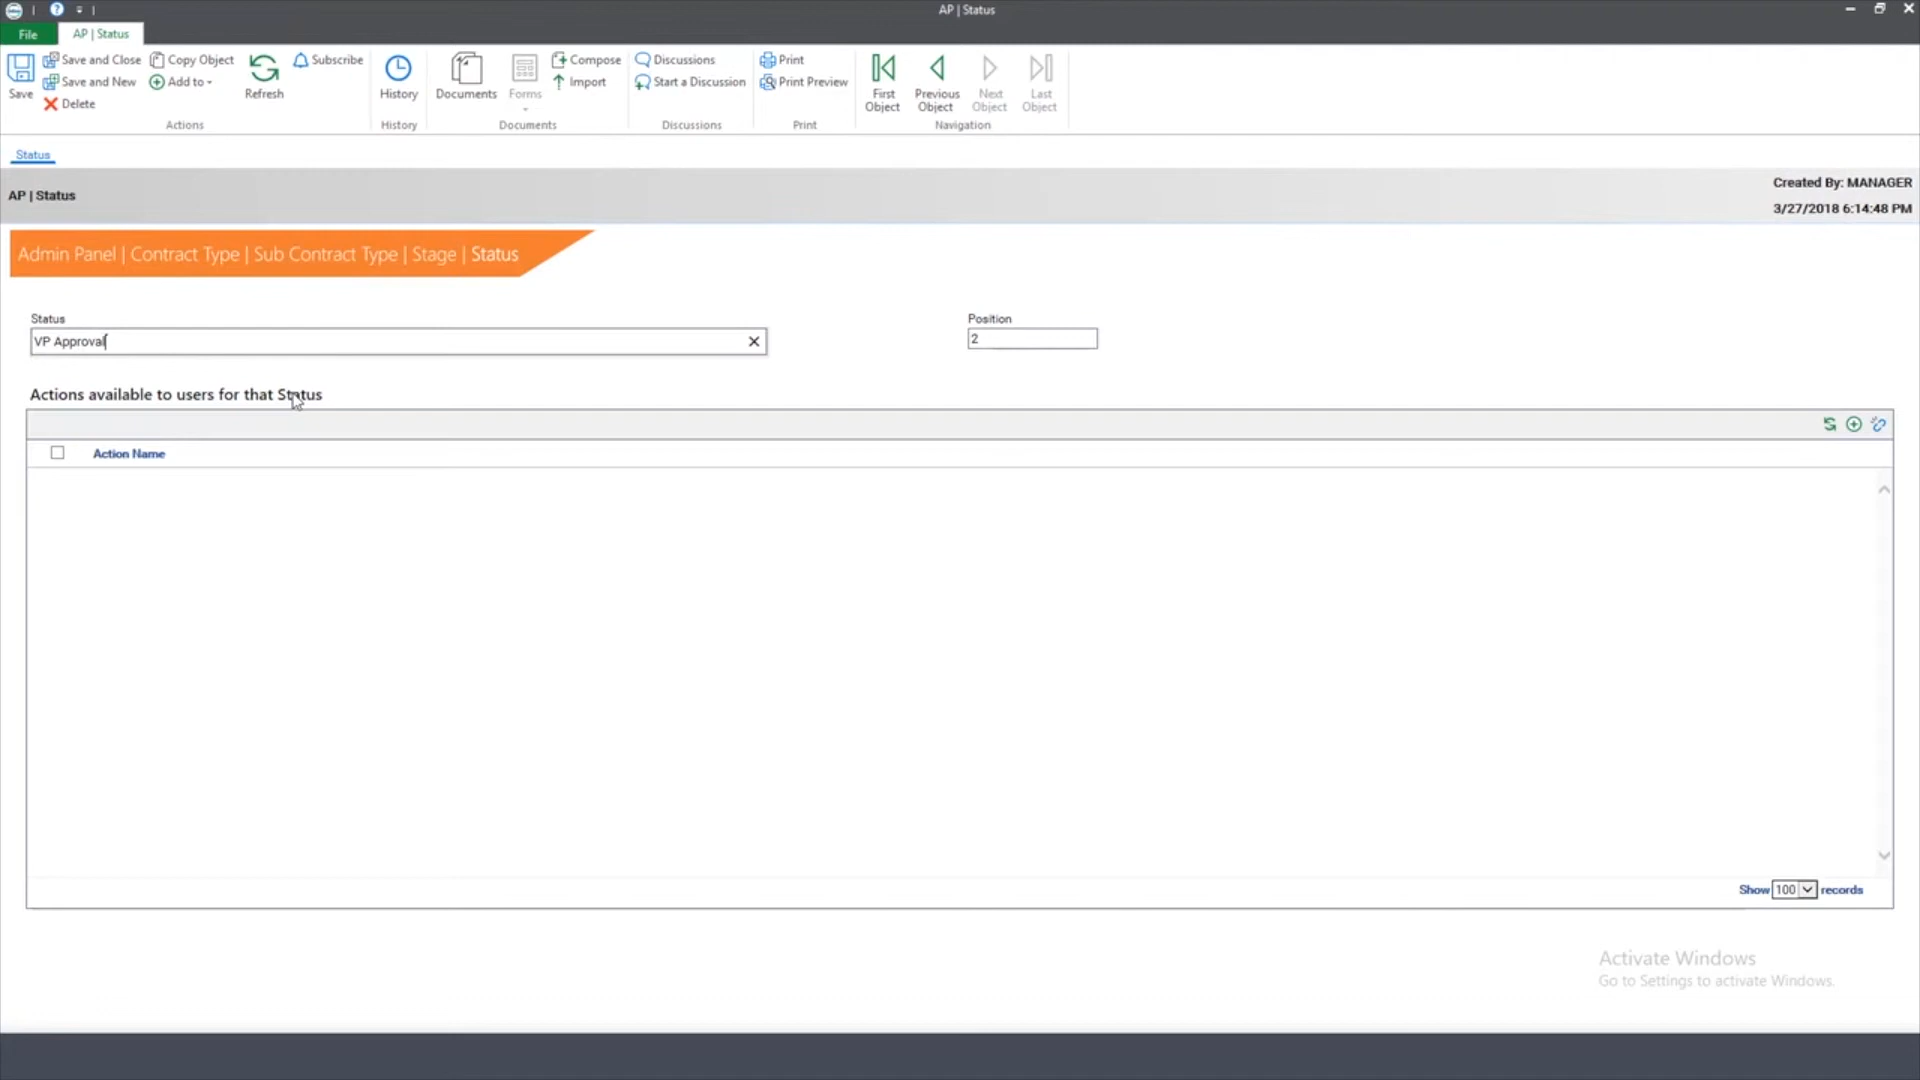 AP | Status
File
AP | Status
Save
Save and Close
Save and New
Delete
Copy Object
Add to
Refresh
Subscribe
Actions
History
History
Documents
Forms
Compose
Import
Documents
Discussions
Start a Discussion
Discussions
Print
Print Preview
Print
First
Object
Previous
Object
Next
Object
Last
Object
Navigation
Status
AP | Status
Created By: MANAGER
3/27/2018 6:14:48 PM
Admin Panel | Contract Type | Sub Contract Type | Stage | Status
Status
VP Approval
Position
2
Actions available to users for that Status
Action Name
Show 100 records
Activate Windows
Go to Settings to activate Windows.